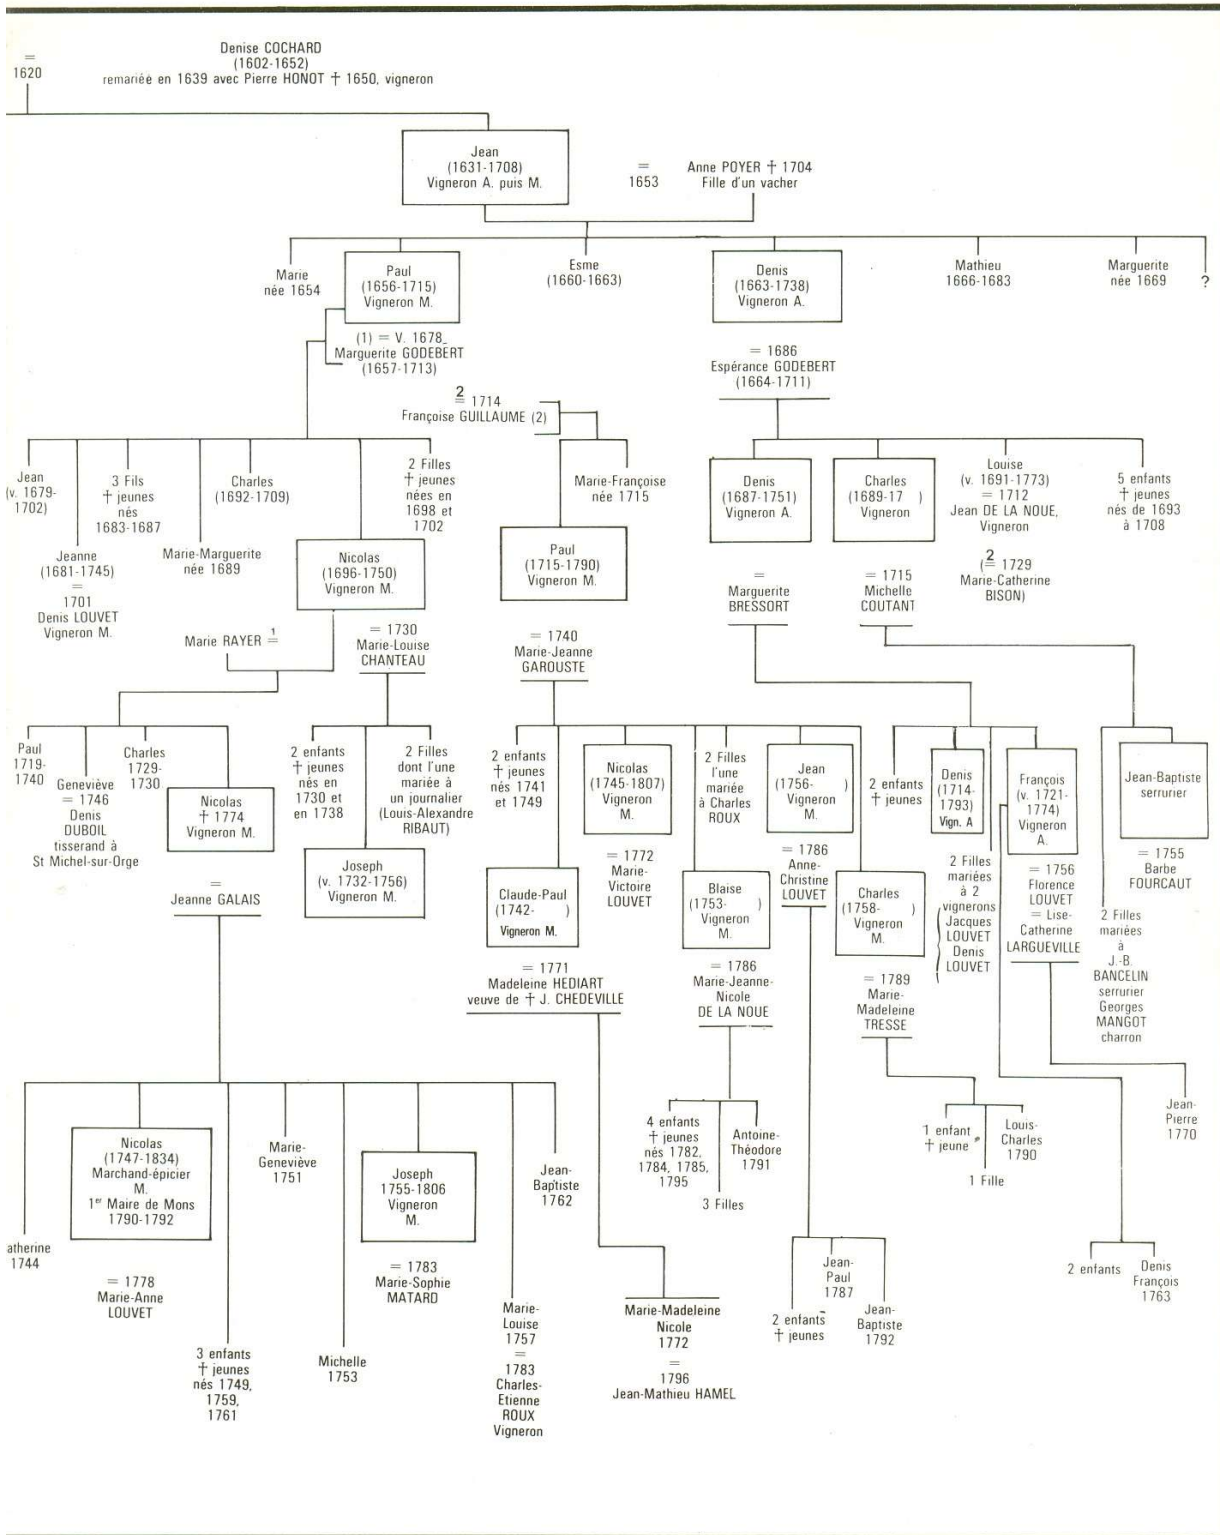 =
1620
Denise COCHARD
(1602-1652)
remariée en 1639 avec Pierre HONOT † 1650, vigneron
Jean
(1631-1708)
Vigneron A. puis M.
=
1653
Anne POYER † 1704
Fille d'un vacher
Marie
née 1654
Paul
(1656-1715)
Vigneron M.
Esme
(1660-1663)
Denis
(1663-1738)
Vigneron A.
Mathieu
1666-1683
Marguerite
née 1669
?
(1) = V. 1678
Marguerite GODEBERT
(1657-1713)
= 1686
Espérance GODEBERT
(1664-1711)
2
= 1714
Françoise GUILLAUME (2)
Jean
(v. 1679-
1702)
Jeanne
(1681-1745)
=
1701
Denis LOUVET
Vigneron M.
3 Fils
† jeunes
nés
1683-1687
Marie-Marguerite
née 1689
Charles
(1692-1709)
Nicolas
(1696-1750)
Vigneron M.
2 Filles
† jeunes
nées en
1698 et
1702
Marie-Françoise
née 1715
Paul
(1715-1790)
Vigneron M.
Denis
(1687-1751)
Vigneron A.
Charles
(1689-17 )
Vigneron
Louise
(v. 1691-1773)
= 1712
Jean DE LA NOUE,
Vigneron
5 enfants
† jeunes
nés de 1693
à 1708
=
Marguerite
BRESSORT
= 1715
Michelle
COUTANT
2
(= 1729
Marie-Catherine
BISON)
Marie RAYER =
1
= 1730
Marie-Louise
CHANTEAU
= 1740
Marie-Jeanne
GAROUSTE
Paul
1719-
1740
Geneviève
= 1746
Denis
DUBOIL
tisserand à
St Michel-sur-Orge
Charles
1729-
1730
Nicolas
† 1774
Vigneron M.
2 enfants
† jeunes
nés en
1730 et
en 1738
Joseph
(v. 1732-1756)
Vigneron M.
2 Filles
dont l'une
mariée à
un journalier
(Louis-Alexandre
RIBAUT)
2 enfants
† jeunes
nés 1741
et 1749
Claude-Paul
(1742- )
Vigneron M.
Nicolas
(1745-1807)
Vigneron
M.
= 1772
Marie-
Victoire
LOUVET
2 Filles
l'une
mariée
à Charles
ROUX
Blaise
(1753- )
Vigneron
M.
Jean
(1756- )
Vigneron
M.
= 1786
Anne-
Christine
LOUVET
Charles
(1758- )
Vigneron
M.
2 enfants
† jeunes
Denis
(1714-
1793)
Vign. A
2 Filles
mariées
à 2
vignerons
Jacques
LOUVET
Denis
LOUVET
François
(v. 1721-
1774)
Vigneron
A.
= 1756
Florence
LOUVET
= Lise-
Catherine
LARGUEVILLE
Jean-Baptiste
serrurier
= 1755
Barbe
FOURCAUT
2 Filles
mariées
à
J.-B.
BANCELIN
serrurier
Georges
MANGOT
charron
=
Jeanne GALAIS
= 1771
Madeleine HEDIART
veuve de † J. CHEDEVILLE
= 1786
Marie-Jeanne-
Nicole
DE LA NOUE
= 1789
Marie-
Madeleine
TRESSE
atherine
1744
Nicolas
(1747-1834)
Marchand-épicier
M.
1er Maire de Mons
1790-1792
= 1778
Marie-Anne
LOUVET
3 enfants
† jeunes
nés 1749,
1759,
1761
Marie-
Geneviève
1751
Michelle
1753
Joseph
1755-1806
Vigneron
M.
= 1783
Marie-Sophie
MATARD
Marie-
Louise
1757
=
1783
Charles-
Etienne
ROUX
Vigneron
Jean-
Baptiste
1762
4 enfants
† jeunes
nés 1782,
1784, 1785,
1795
3 Filles
Antoine-
Théodore
1791
Marie-Madeleine
Nicole
1772
=
1796
Jean-Mathieu HAMEL
2 enfants
† jeunes
Jean-
Paul
1787
Jean-
Baptiste
1792
1 enfant
† jeune
1 Fille
Louis-
Charles
1790
2 enfants
Denis
François
1763
Jean-
Pierre
1770